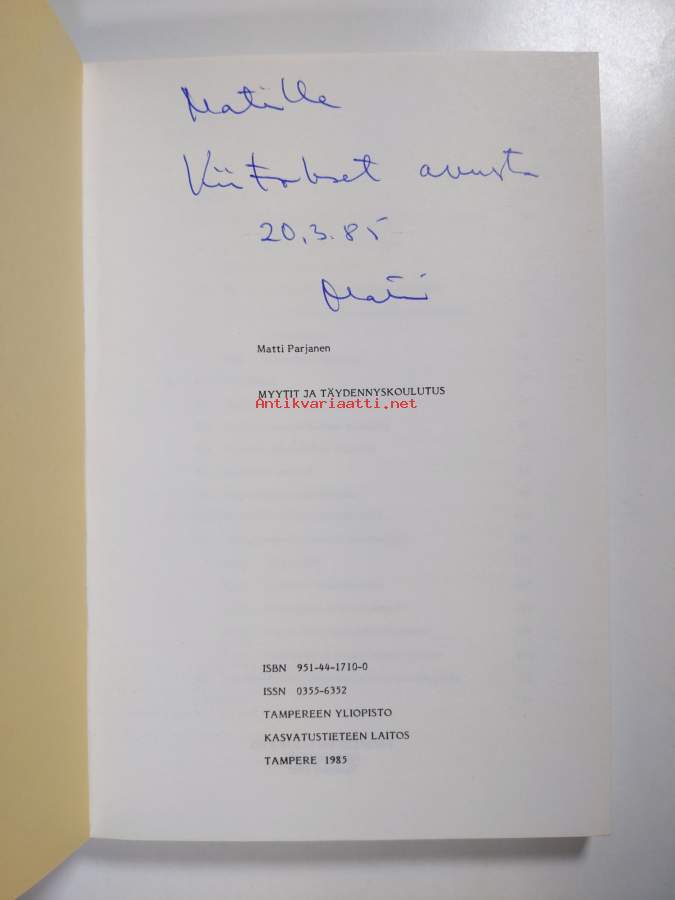 Matille
Kiitokset avusta
20.3.85
Matti
Matti Parjanen
MYYTIT JA TÄYDENNYSKOULUTUS
Antikvariaatti.net
ISBN 951-44-1710-0
ISSN 0355-6352
TAMPEREEN YLIOPISTO
KASVATUSTIETEEN LAITOS
TAMPERE 1985